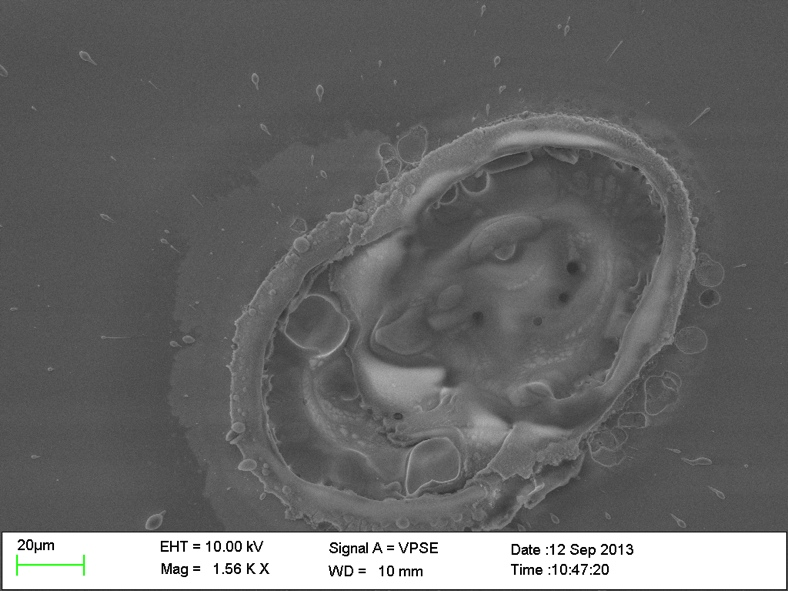 20µm
EHT = 10.00 kV
Signal A = VPSE
Date :12 Sep 2013
Mag = 1.56 K X
WD = 10 mm
Time :10:47:20